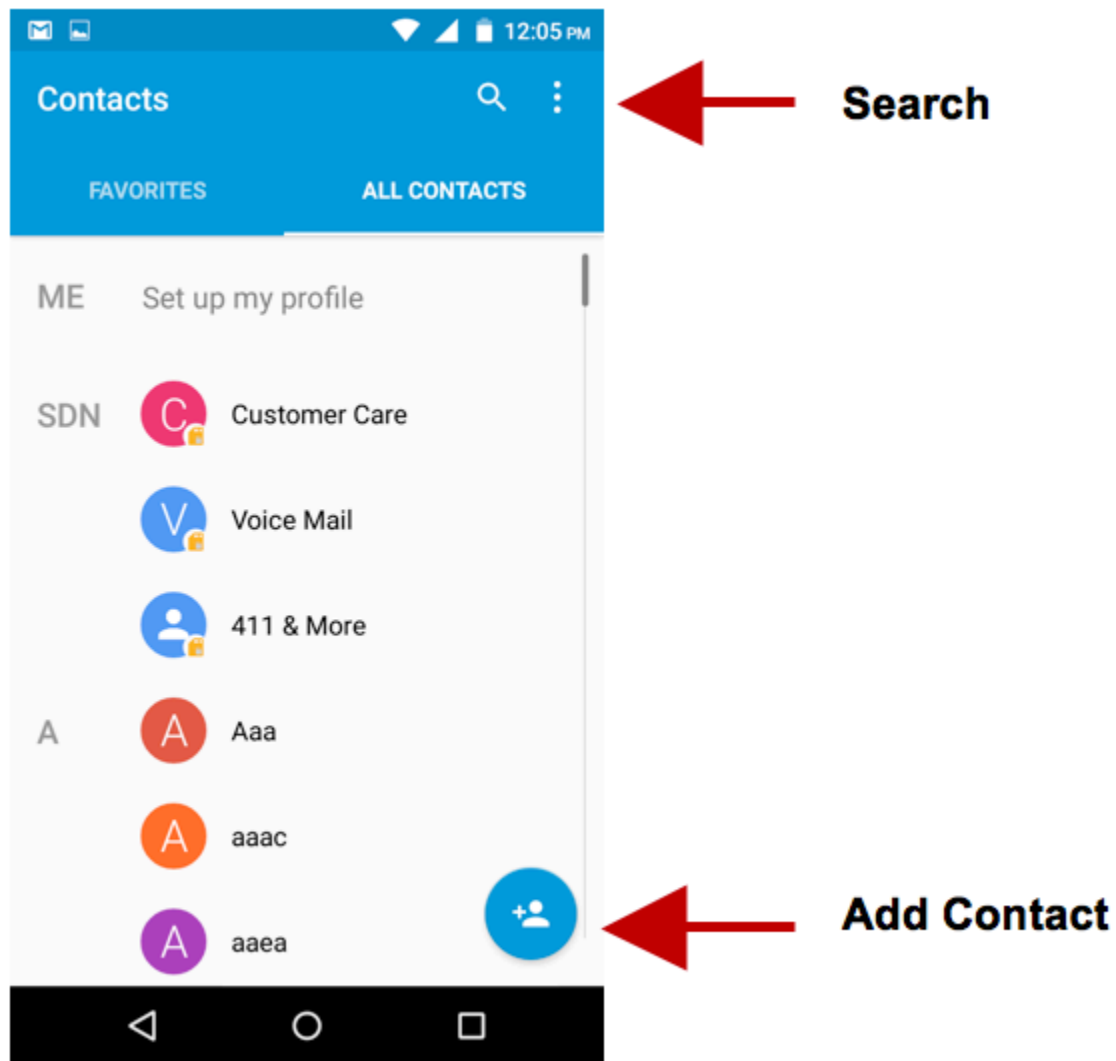 12:05 PM
Contacts
Search
FAVORITES ALL CONTACTS
ME Set up my profile
SDN C Customer Care
V Voice Mail
411 & More
A A Aaa
A aaac
Add Contact
A aaea